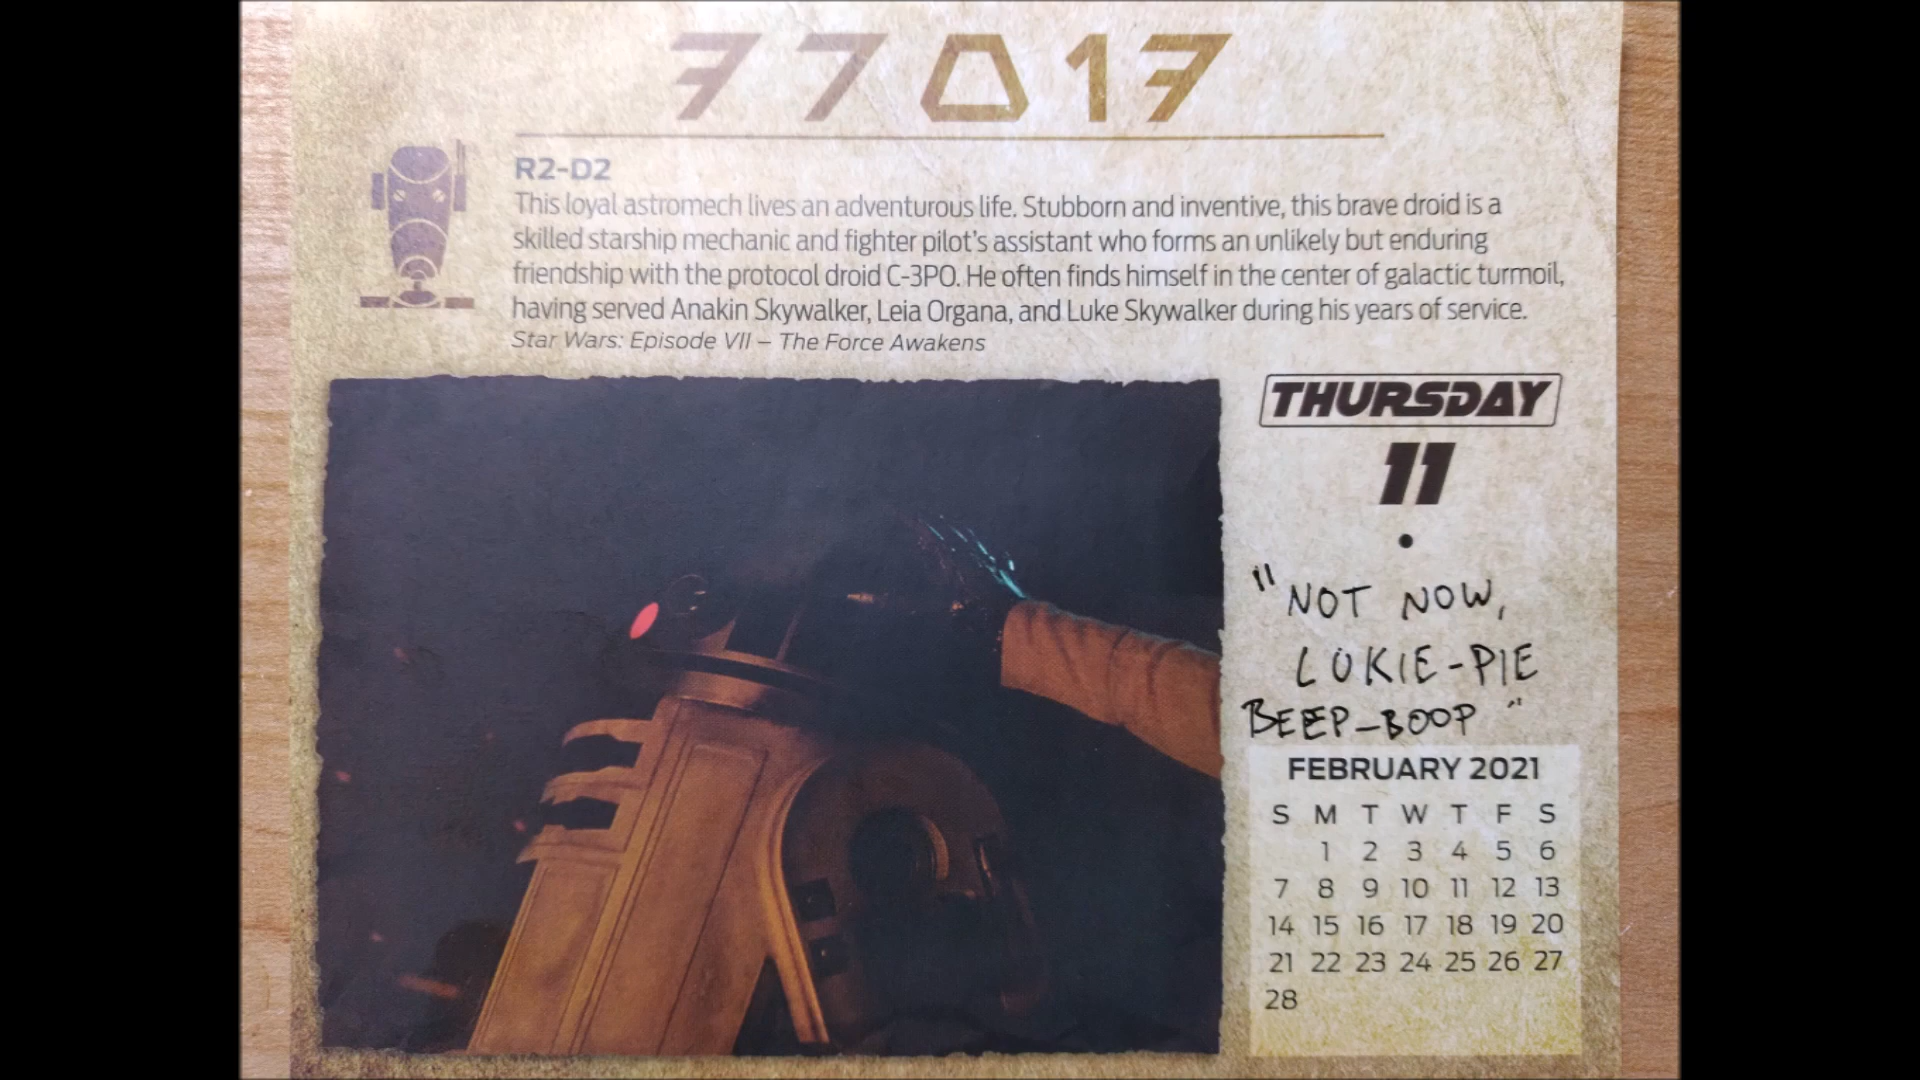 R2-D2
This loyal astromech lives an adventurous life. Stubborn and inventive, this brave droid is a
skilled starship mechanic and fighter pilot's assistant who forms an unlikely but enduring
friendship with the protocol droid C-3PO. He often finds himself in the center of galactic turmoil,
having served Anakin Skywalker, Leia Organa, and Luke Skywalker during his years of service.
Star Wars: Episode VII – The Force Awakens
THURSDAY
11
"NOT NOW,
LUKIE-PIE
BEEP-BOOP"
FEBRUARY 2021
S M T W T F S
1 2 3 4 5 6
7 8 9 10 11 12 13
14 15 16 17 18 19 20
21 22 23 24 25 26 27
28